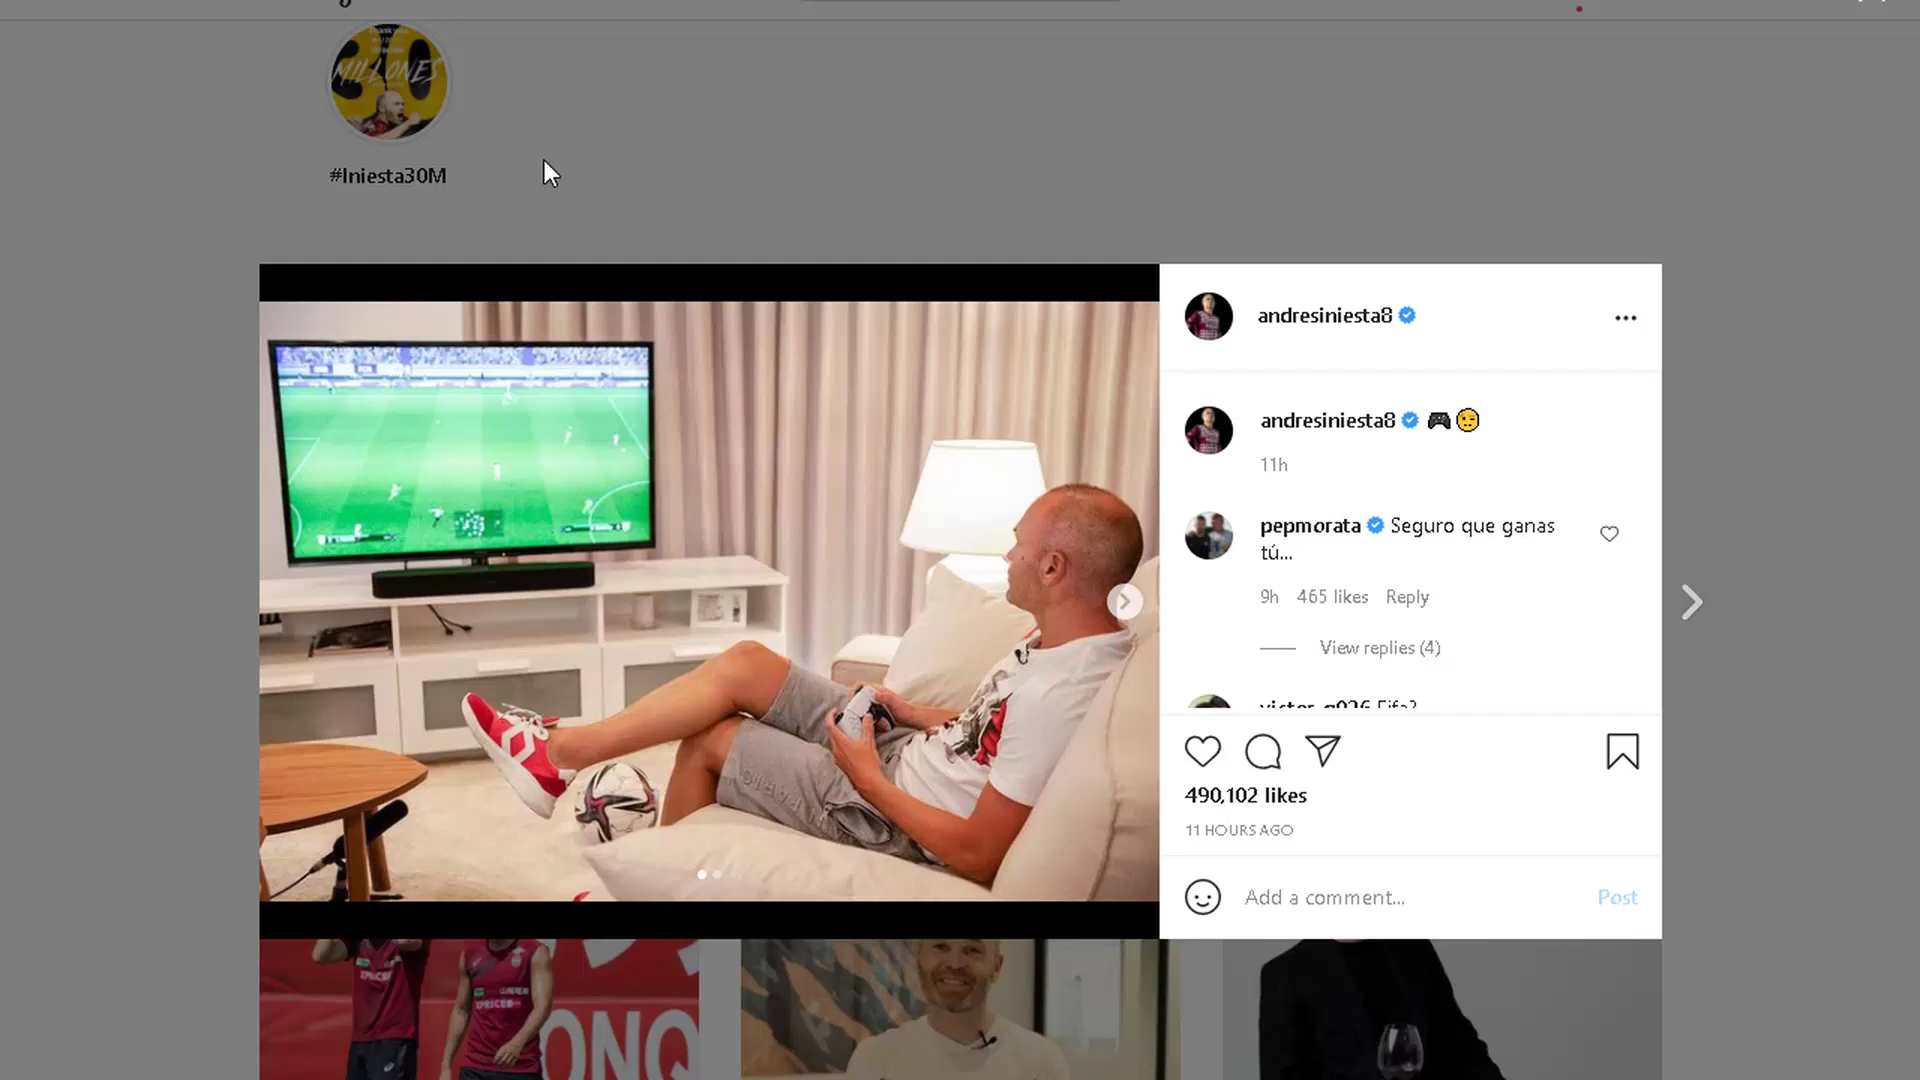 MILLONES
#Iniesta30M
andresiniesta8
andresiniesta8 🎮 😉
11h
pepmorata Seguro que ganas
tú...
9h 465 likes Reply
View replies (4)
490,102 likes
11 HOURS AGO
Add a comment... Post
ONQ